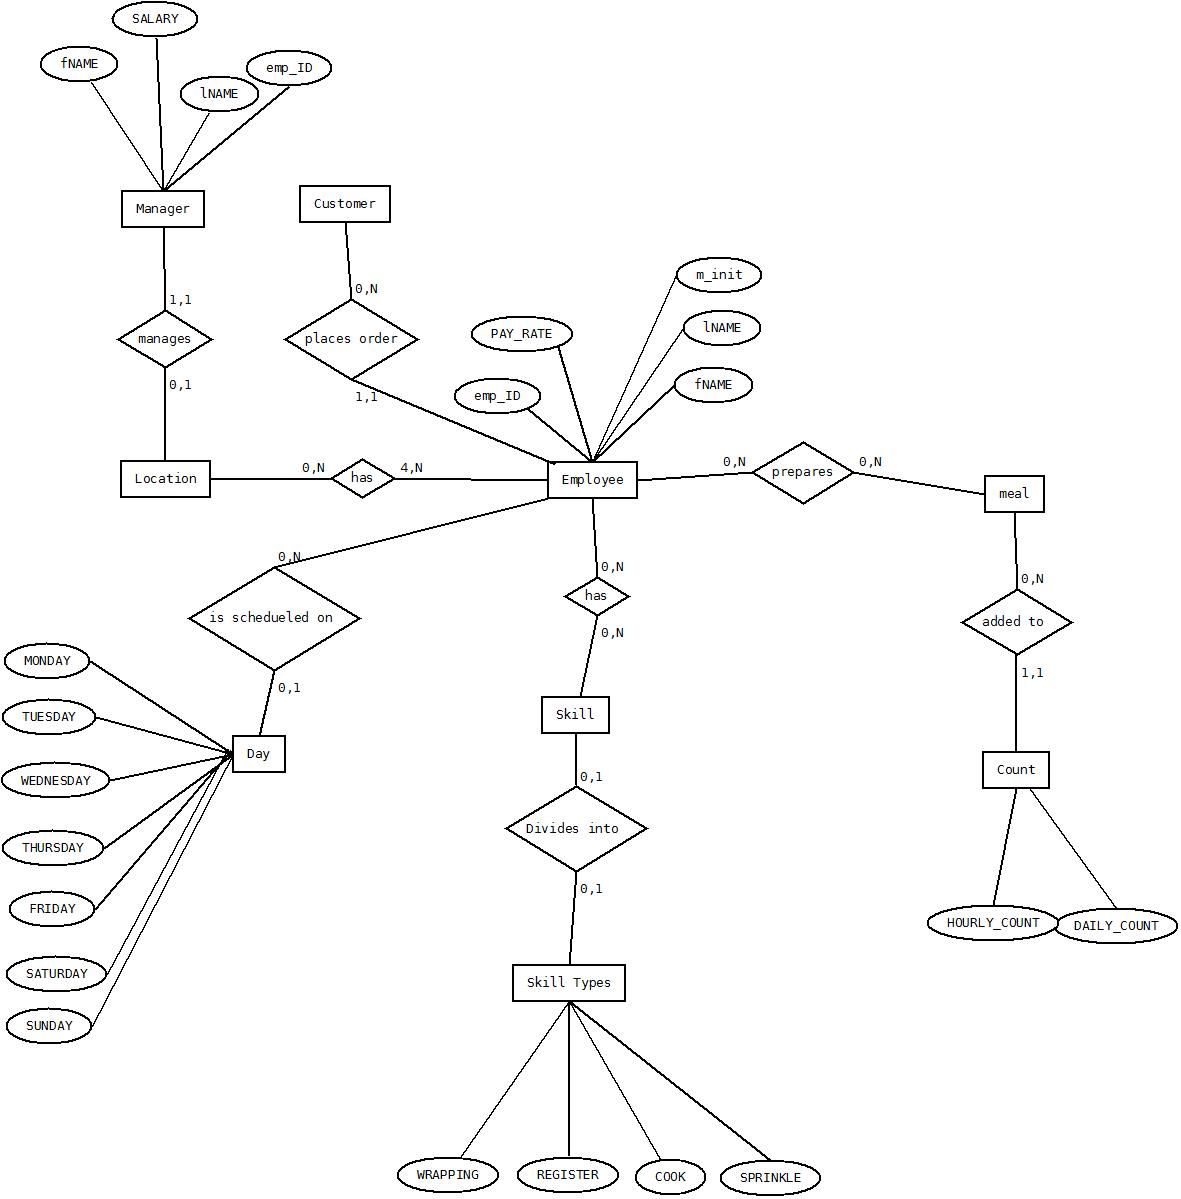 SALARY
fNAME
emp_ID
lNAME
Manager
Customer
m_init
0,N
1,1
lNAME
PAY_RATE
manages
places order
0,1
fNAME
1,1
emp_ID
0,N
0,N
0,N
4,N
prepares
Location
has
Employee
meal
0,N
0,N
0,N
has
is schedueled on
added to
0,N
MONDAY
1,1
0,1
TUESDAY
Skill
Day
Count
WEDNESDAY
0,1
Divides into
THURSDAY
0,1
FRIDAY
HOURLY_COUNT
DAILY_COUNT
SATURDAY
Skill Types
SUNDAY
WRAPPING
REGISTER
COOK
SPRINKLE